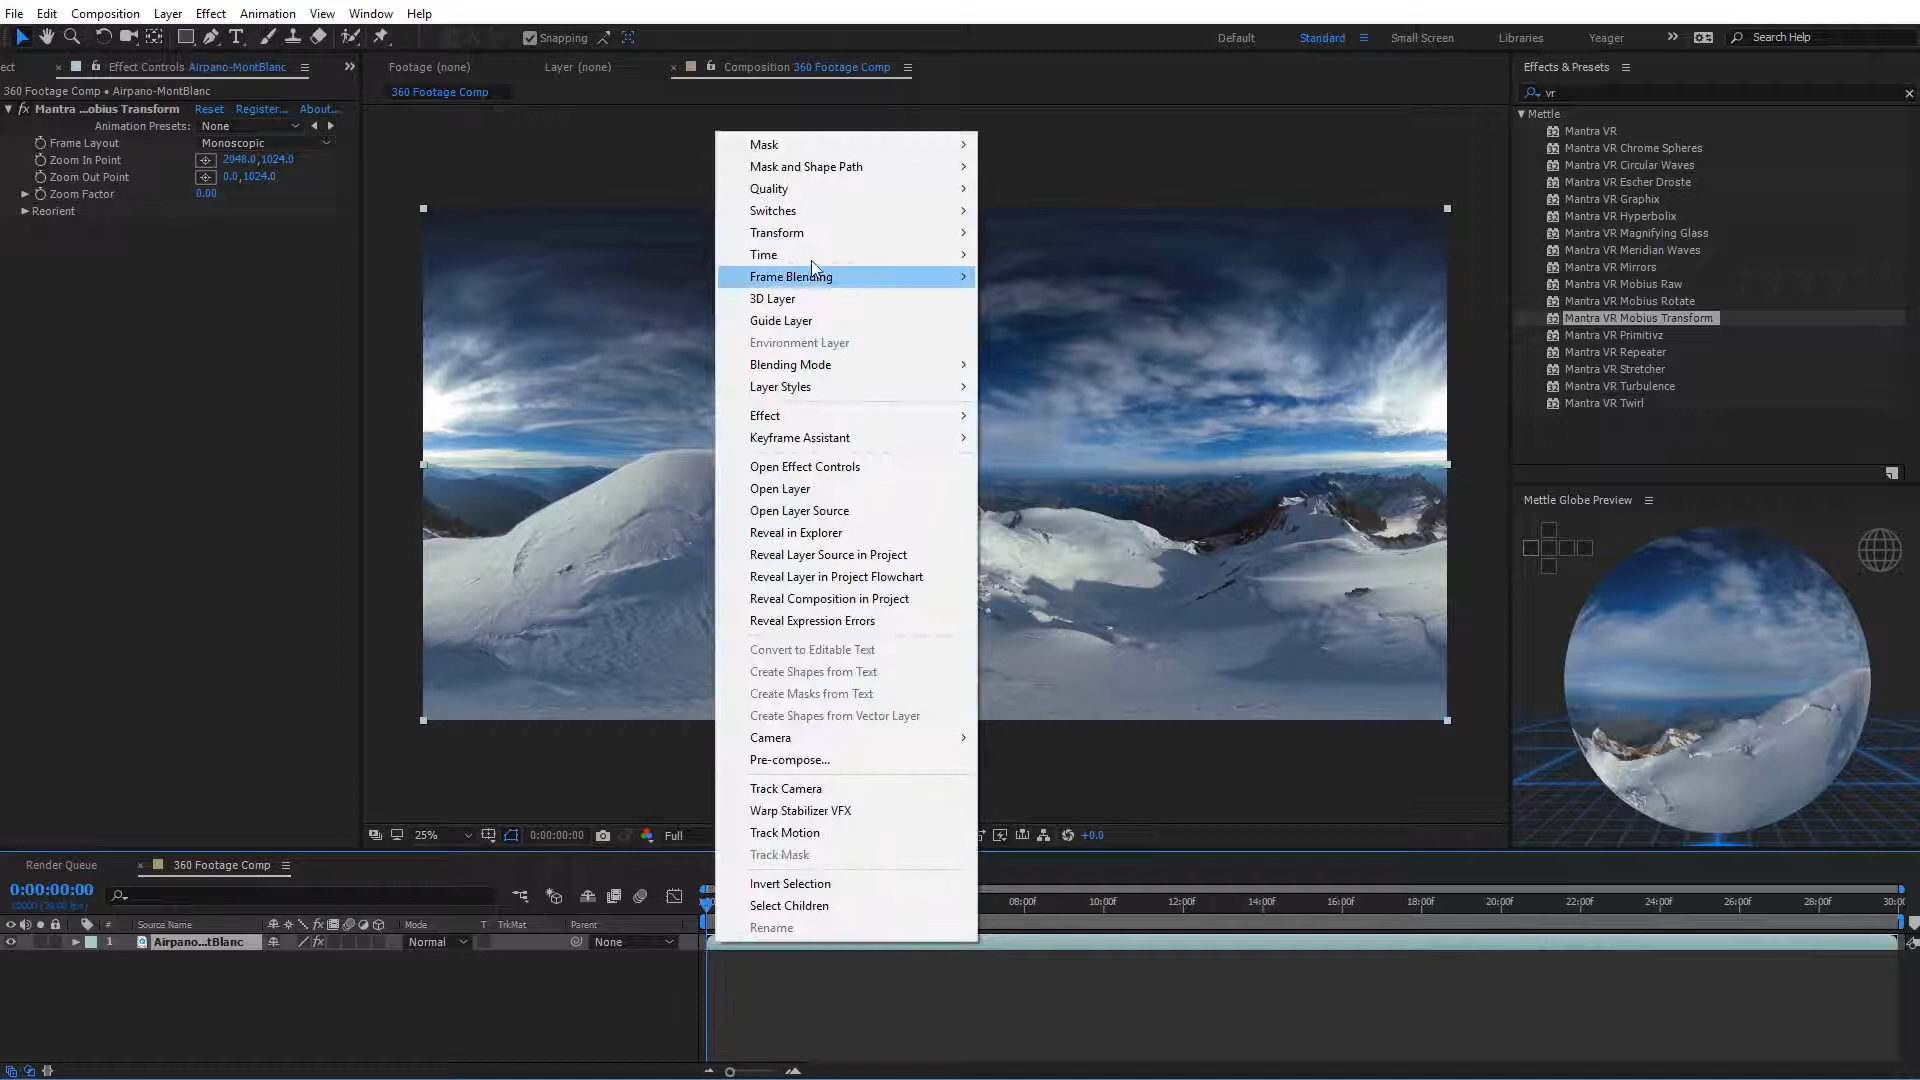 File Edit Composition Layer Effect Animation View Window Help
Snapping
Default Standard Small Screen Libraries Yeager Search Help
ect Effect Controls Airpano-MontBlanc
360 Footage Comp • Airpano-MontBlanc
fx Mantra ...obius Transform Reset Register... About...
Animation Presets: None
Frame Layout Monoscopic
Zoom In Point 2048.0,1024.0
Zoom Out Point 0.0,1024.0
Zoom Factor 0.00
Reorient
Footage (none) Layer (none) Composition 360 Footage Comp
360 Footage Comp
Mask
Mask and Shape Path
Quality
Switches
Transform
Time
Frame Blending
3D Layer
Guide Layer
Environment Layer
Blending Mode
Layer Styles
Effect
Keyframe Assistant
Open Effect Controls
Open Layer
Open Layer Source
Reveal in Explorer
Reveal Layer Source in Project
Reveal Layer in Project Flowchart
Reveal Composition in Project
Reveal Expression Errors
Convert to Editable Text
Create Shapes from Text
Create Masks from Text
Create Shapes from Vector Layer
Camera
Pre-compose...
Track Camera
Warp Stabilizer VFX
Track Motion
Track Mask
Invert Selection
Select Children
Rename
25% 0:00:00:00 Full +0.0
Effects & Presets
vr
Mettle
Mantra VR
Mantra VR Chrome Spheres
Mantra VR Circular Waves
Mantra VR Escher Droste
Mantra VR Graphix
Mantra VR Hyperbolix
Mantra VR Magnifying Glass
Mantra VR Meridian Waves
Mantra VR Mirrors
Mantra VR Mobius Raw
Mantra VR Mobius Rotate
Mantra VR Mobius Transform
Mantra VR Primitivz
Mantra VR Repeater
Mantra VR Stretcher
Mantra VR Turbulence
Mantra VR Twirl
Mettle Globe Preview
Render Queue 360 Footage Comp
0:00:00:00
08:00f 10:00f 12:00f 14:00f 16:00f 18:00f 20:00f 22:00f 24:00f 26:00f 28:00f 30:0
# Source Name fx Mode T TrkMat Parent
1 Airpano...tBlanc fx Normal None